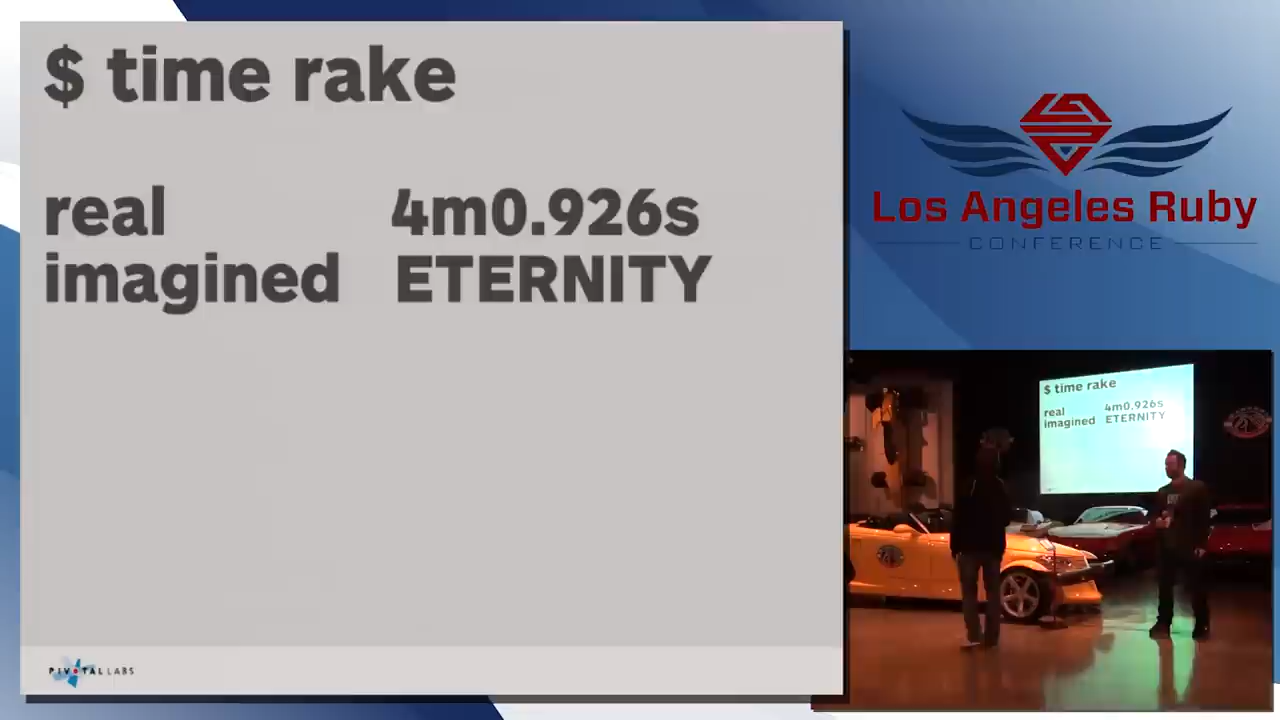 $ time rake
real 4m0.926s
imagined ETERNITY
PIVOTAL LABS
Los Angeles Ruby
CONFERENCE
$ time rake
real 4m0.926s
imagined ETERNITY